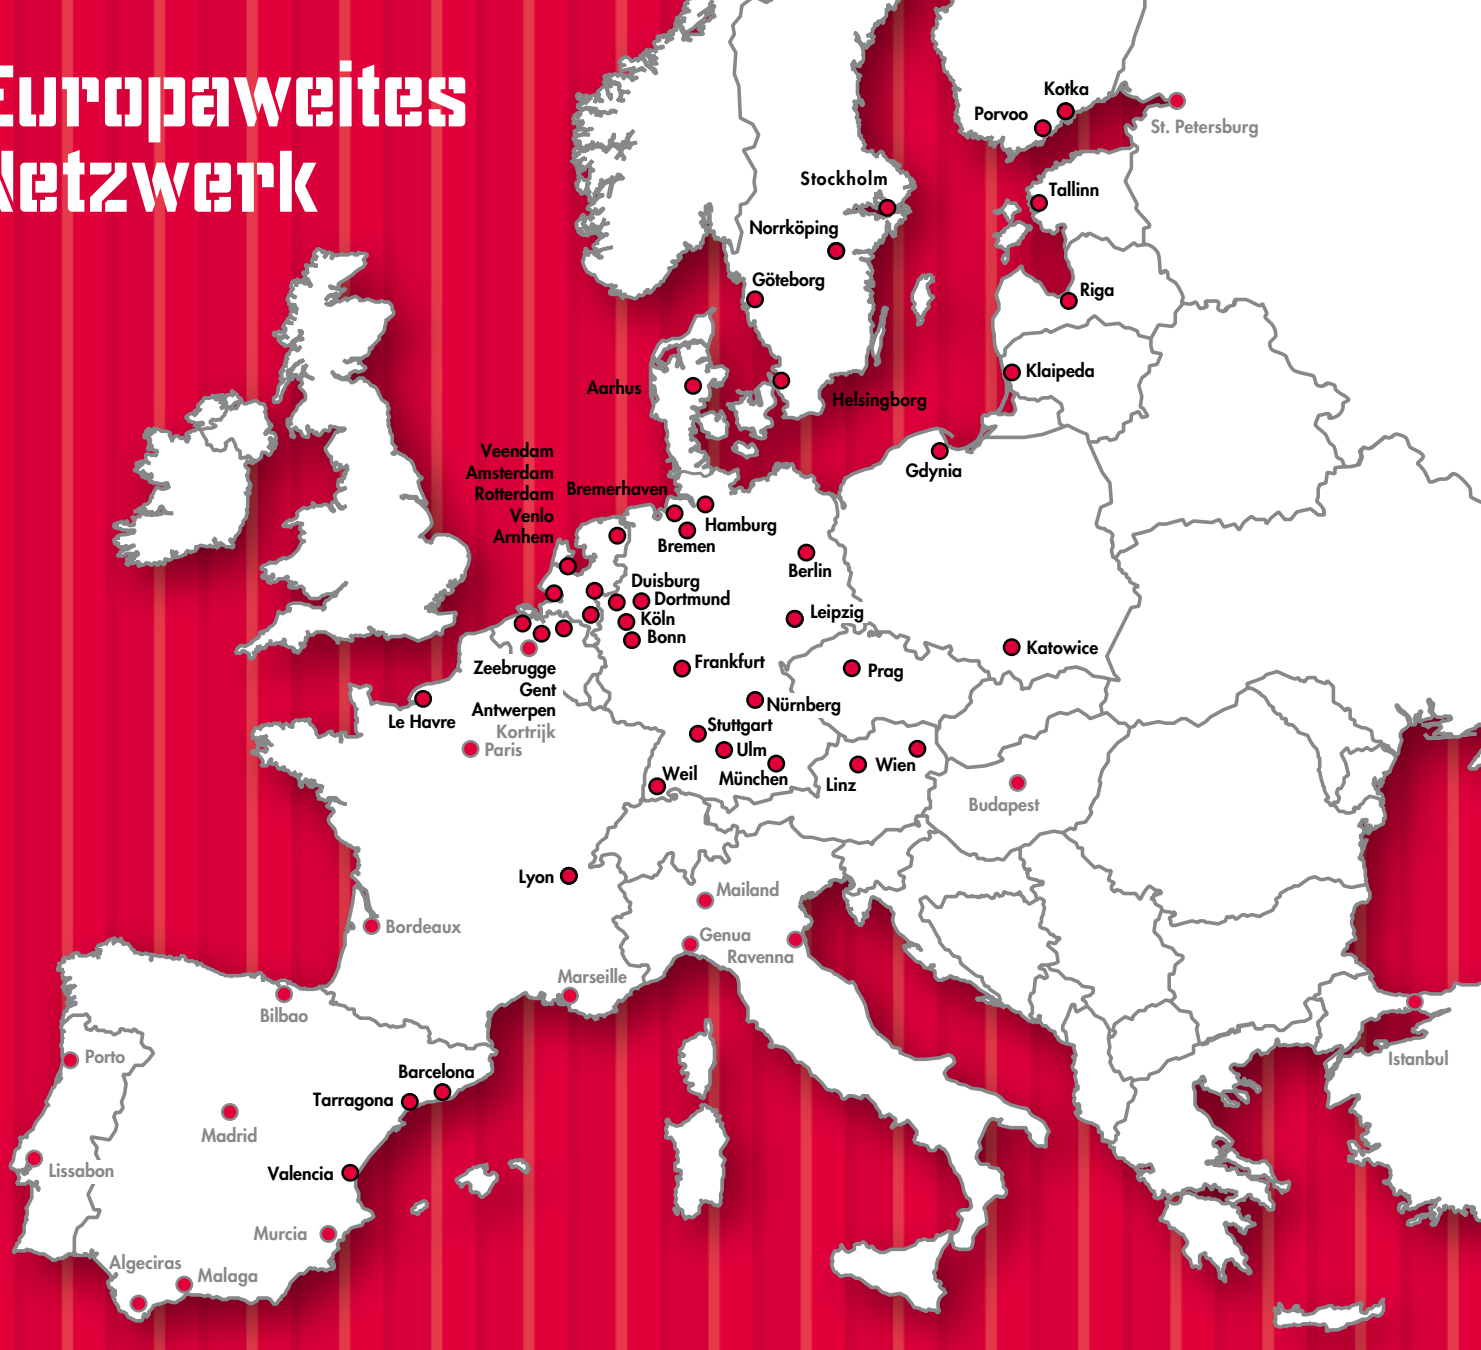 Europaweites
Netzwerk
Kotka
Porvoo
St. Petersburg
Stockholm
Tallinn
Norrköping
Göteborg
Riga
Klaipeda
Aarhus
Helsingborg
Veendam
Amsterdam
Rotterdam
Venlo
Arnhem
Bremerhaven
Gdynia
Hamburg
Bremen
Berlin
Duisburg
Dortmund
Köln
Bonn
Leipzig
Katowice
Frankfurt
Prag
Zeebrugge
Gent
Antwerpen
Kortrijk
Le Havre
Paris
Nürnberg
Stuttgart
Ulm
München
Weil
Wien
Linz
Budapest
Lyon
Mailand
Bordeaux
Genua
Ravenna
Marseille
Bilbao
Istanbul
Porto
Barcelona
Tarragona
Madrid
Lissabon
Valencia
Murcia
Algeciras
Malaga